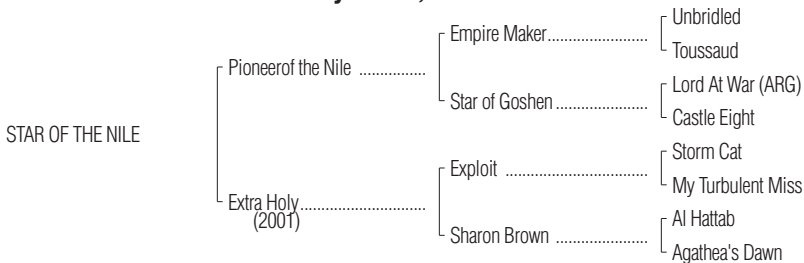 Unbridled
Empire Maker
Toussaud
Pioneerof the Nile
Lord At War (ARG)
Star of Goshen
Castle Eight
STAR OF THE NILE
Storm Cat
Exploit
My Turbulent Miss
Extra Holy
(2001)
Al Hattab
Sharon Brown
Agathea's Dawn